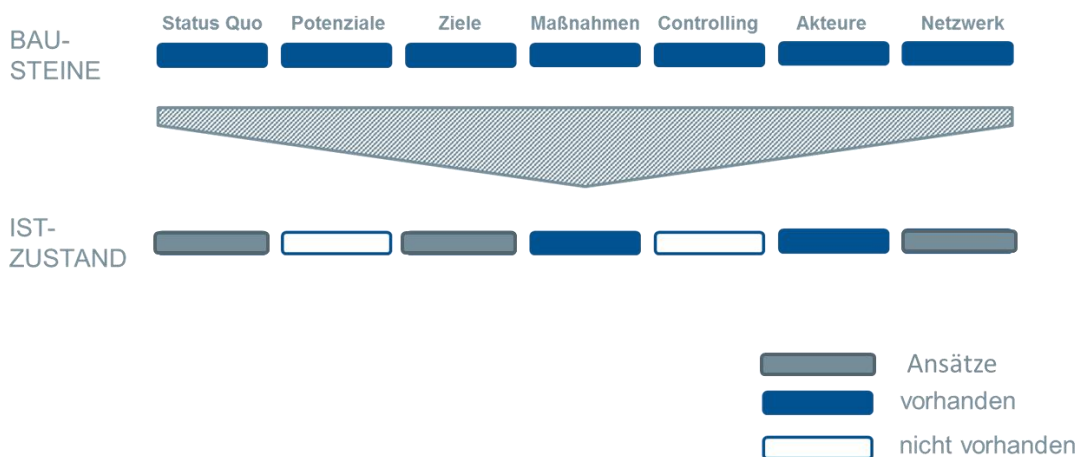 Status Quo Potenziale Ziele Maßnahmen Controlling Akteure Netzwerk
BAU-
STEINE
IST-
ZUSTAND
Ansätze
vorhanden
nicht vorhanden